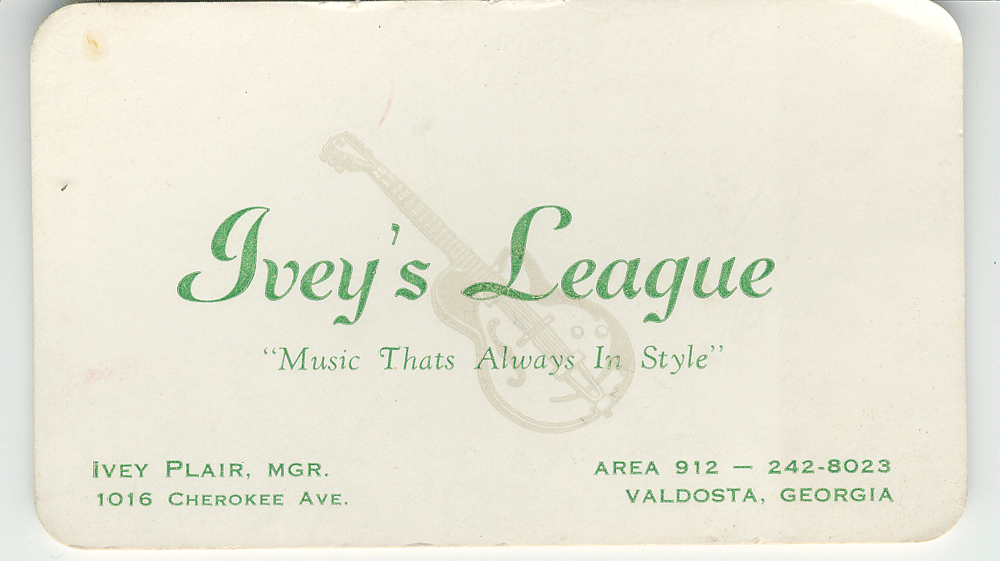 Ivey's League
“Music Thats Always In Style”
IVEY PLAIR, MGR.
1016 CHEROKEE AVE.
AREA 912 — 242-8023
VALDOSTA, GEORGIA